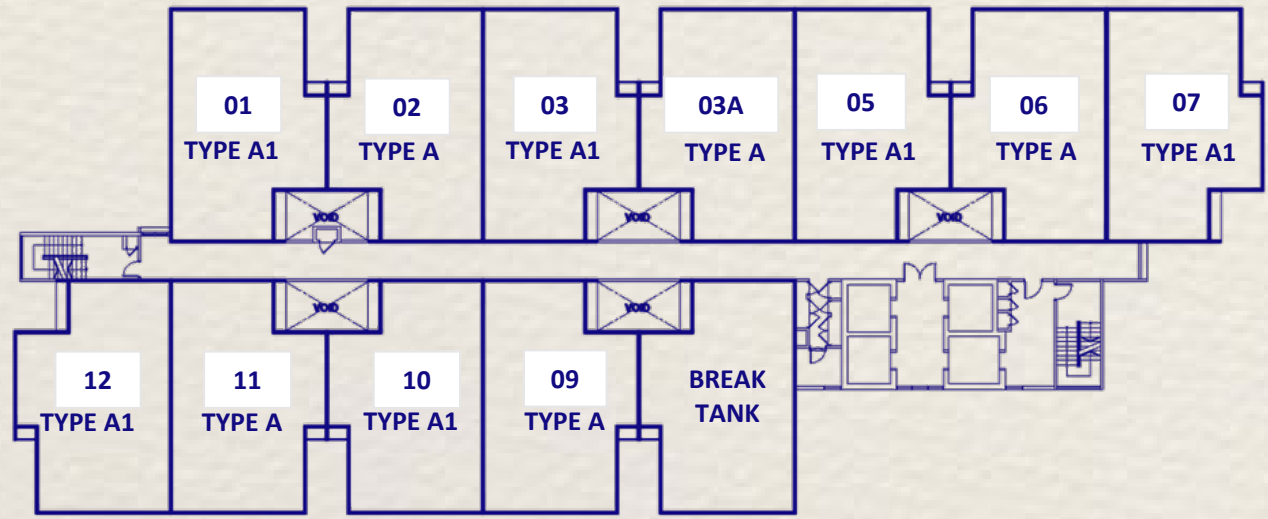 01
TYPE A1
02
TYPE A
03
TYPE A1
03A
TYPE A
05
TYPE A1
06
TYPE A
07
TYPE A1
VOID
VOID
VOID
VOID
VOID
12
TYPE A1
11
TYPE A
10
TYPE A1
09
TYPE A
BREAK
TANK